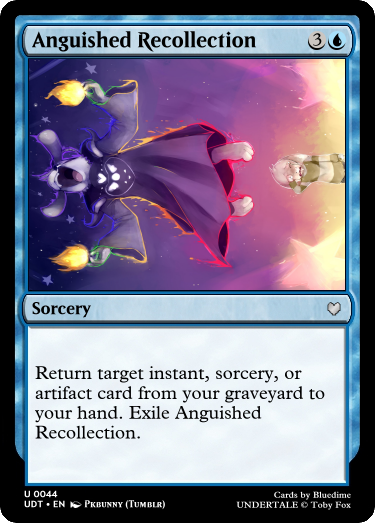 Anguished Recollection 3
Sorcery
Return target instant, sorcery, or
artifact card from your graveyard to
your hand. Exile Anguished
Recollection.
U 0044 Cards by Bluedime
UDT • EN Pkbunny (Tumblr) UNDERTALE © Toby Fox